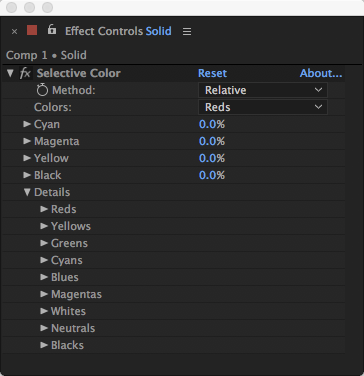 Effect Controls Solid
Comp 1 • Solid
fx Selective Color Reset About...
Method: Relative
Colors: Reds
Cyan 0.0%
Magenta 0.0%
Yellow 0.0%
Black 0.0%
Details
Reds
Yellows
Greens
Cyans
Blues
Magentas
Whites
Neutrals
Blacks